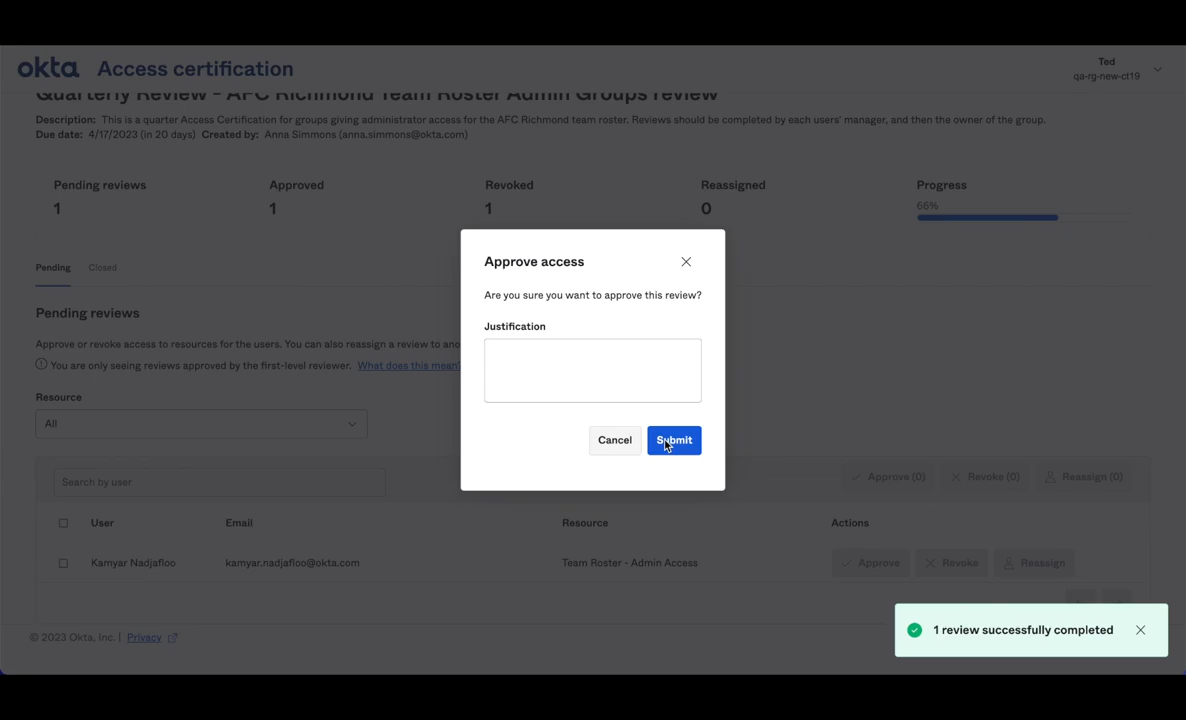 okta Access certification
Ted
qa-rg-new-ct19
Quarterly Review - AFC Richmond Team Roster Admin Groups review
Description: This is a quarter Access Certification for groups giving administrator access for the AFC Richmond team roster. Reviews should be completed by each users' manager, and then the owner of the group.
Due date: 4/17/2023 (in 20 days) Created by: Anna Simmons (anna.simmons@okta.com)
Pending reviews Approved Revoked Reassigned Progress
1 1 1 0 66%
Pending Closed
Approve access
Are you sure you want to approve this review?
Justification
Cancel Submit
Pending reviews
Approve or revoke access to resources for the users. You can also reassign a review to
You are only seeing reviews approved by the first-level reviewer. What does this mean?
Resource
All
Search by user
Approve (0) Revoke (0) Reassign (0)
User Email Resource Actions
Kamyar Nadjafloo kamyar.nadjafloo@okta.com Team Roster - Admin Access Approve Revoke Reassign
1 review successfully completed
© 2023 Okta, Inc. | Privacy